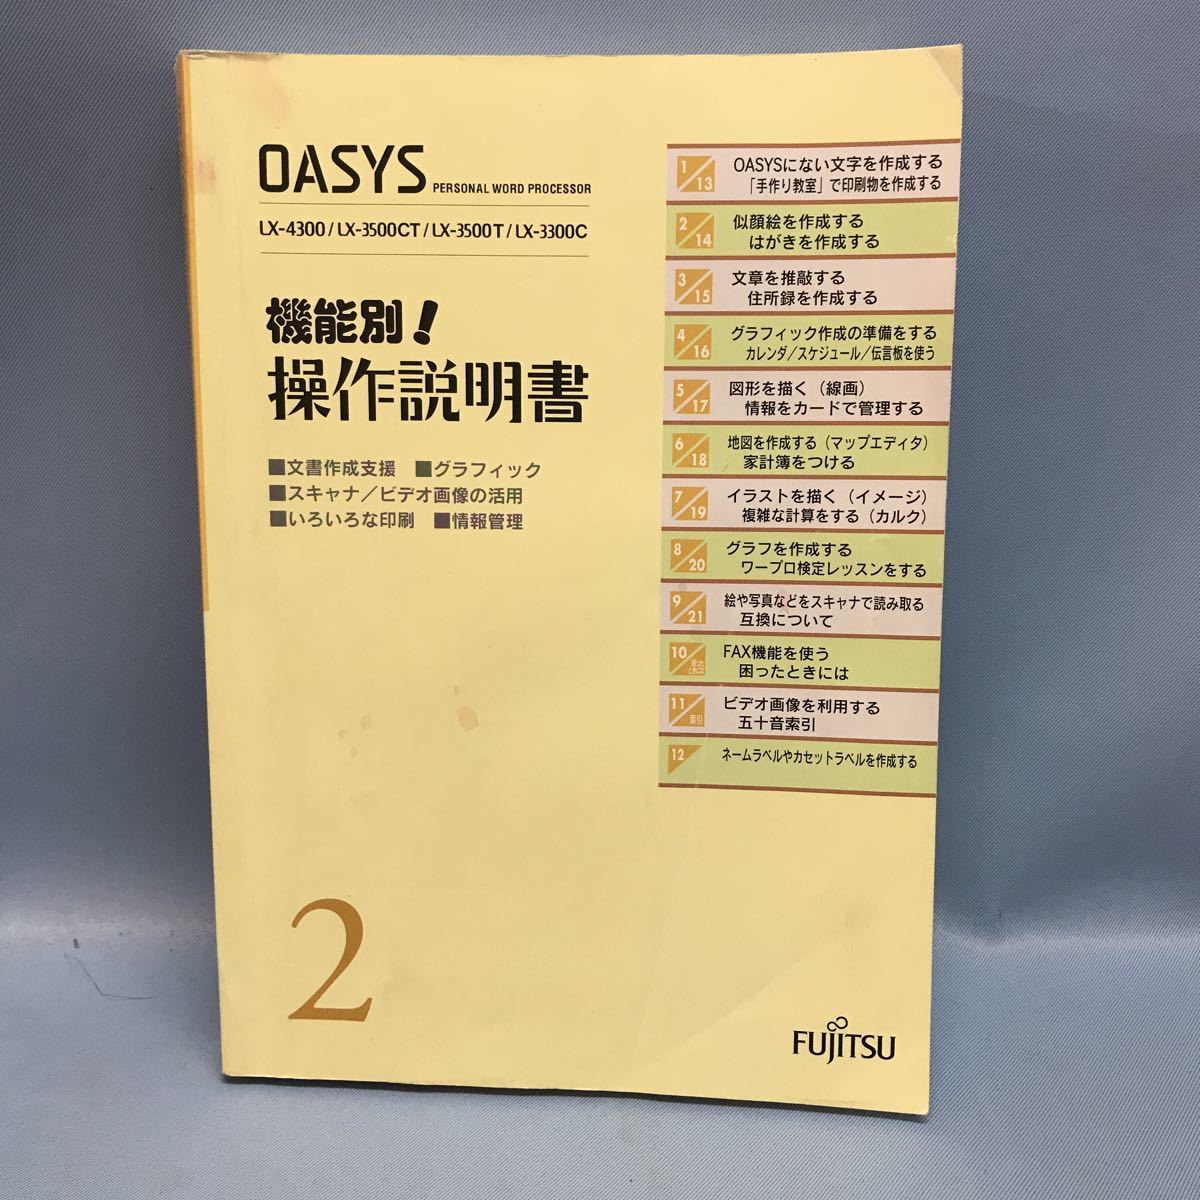 OASYS PERSONAL WORD PROCESSOR
LX-4300 / LX-3500CT / LX-3500T / LX-3300C
機能別！
操作説明書
■文書作成支援 ■グラフィック
■スキャナ／ビデオ画像の活用
■いろいろな印刷 ■情報管理
1／13 OASYSにない文字を作成する
「手作り教室」で印刷物を作成する
2／14 似顔絵を作成する
はがきを作成する
3／15 文章を推敲する
住所録を作成する
4／16 グラフィック作成の準備をする
カレンダ／スケジュール／伝言板を使う
5／17 図形を描く（線画）
情報をカードで管理する
6／18 地図を作成する（マップエディタ）
家計簿をつける
7／19 イラストを描く（イメージ）
複雑な計算をする（カルク）
8／20 グラフを作成する
ワープロ検定レッスンをする
9／21 絵や写真などをスキャナで読み取る
互換について
10／困ったときには FAX機能を使う
困ったときには
11／索引 ビデオ画像を利用する
五十音索引
12 ネームラベルやカセットラベルを作成する
2
FUJITSU